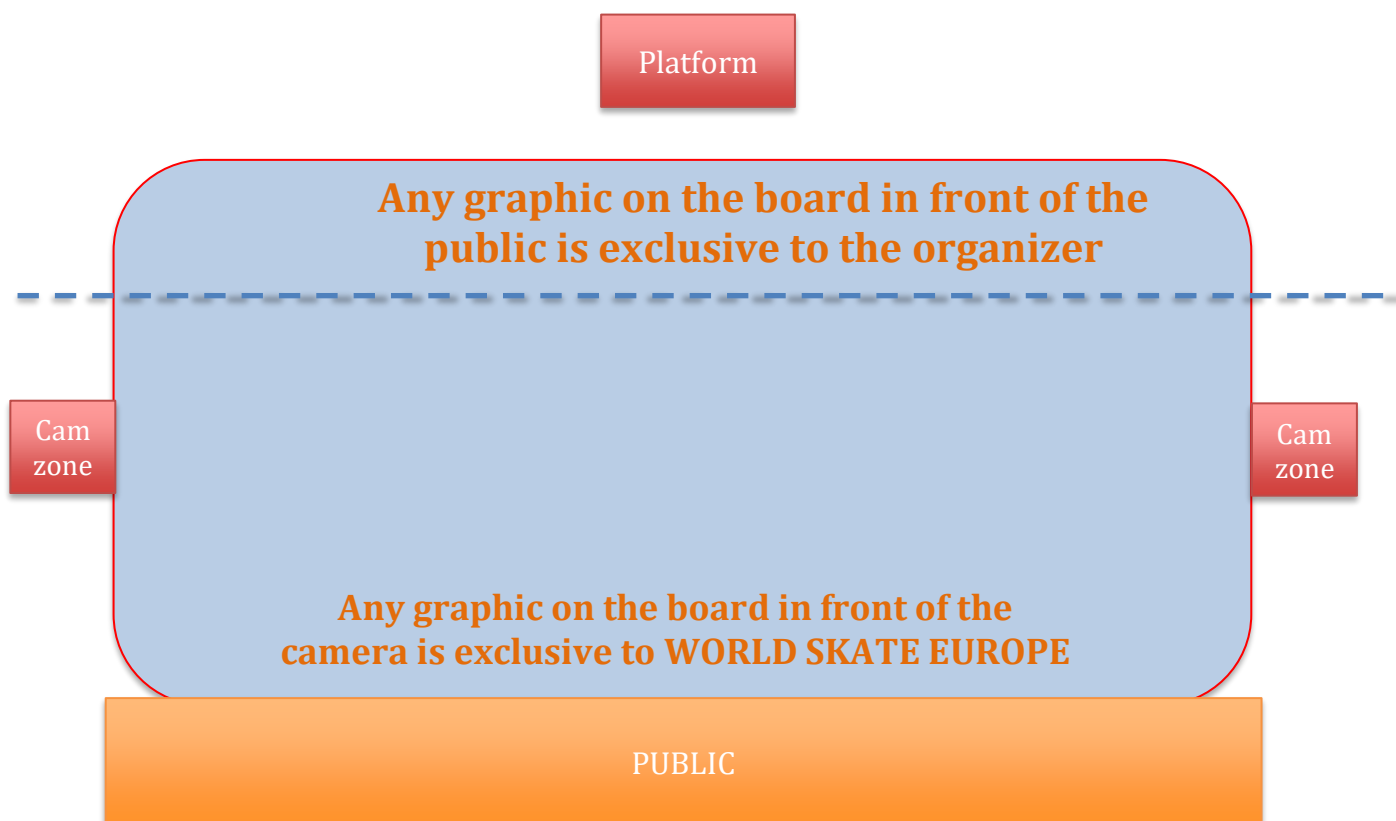 Platform
Any graphic on the board in front of the
public is exclusive to the organizer
Cam
zone
Cam
zone
Any graphic on the board in front of the
camera is exclusive to WORLD SKATE EUROPE
PUBLIC